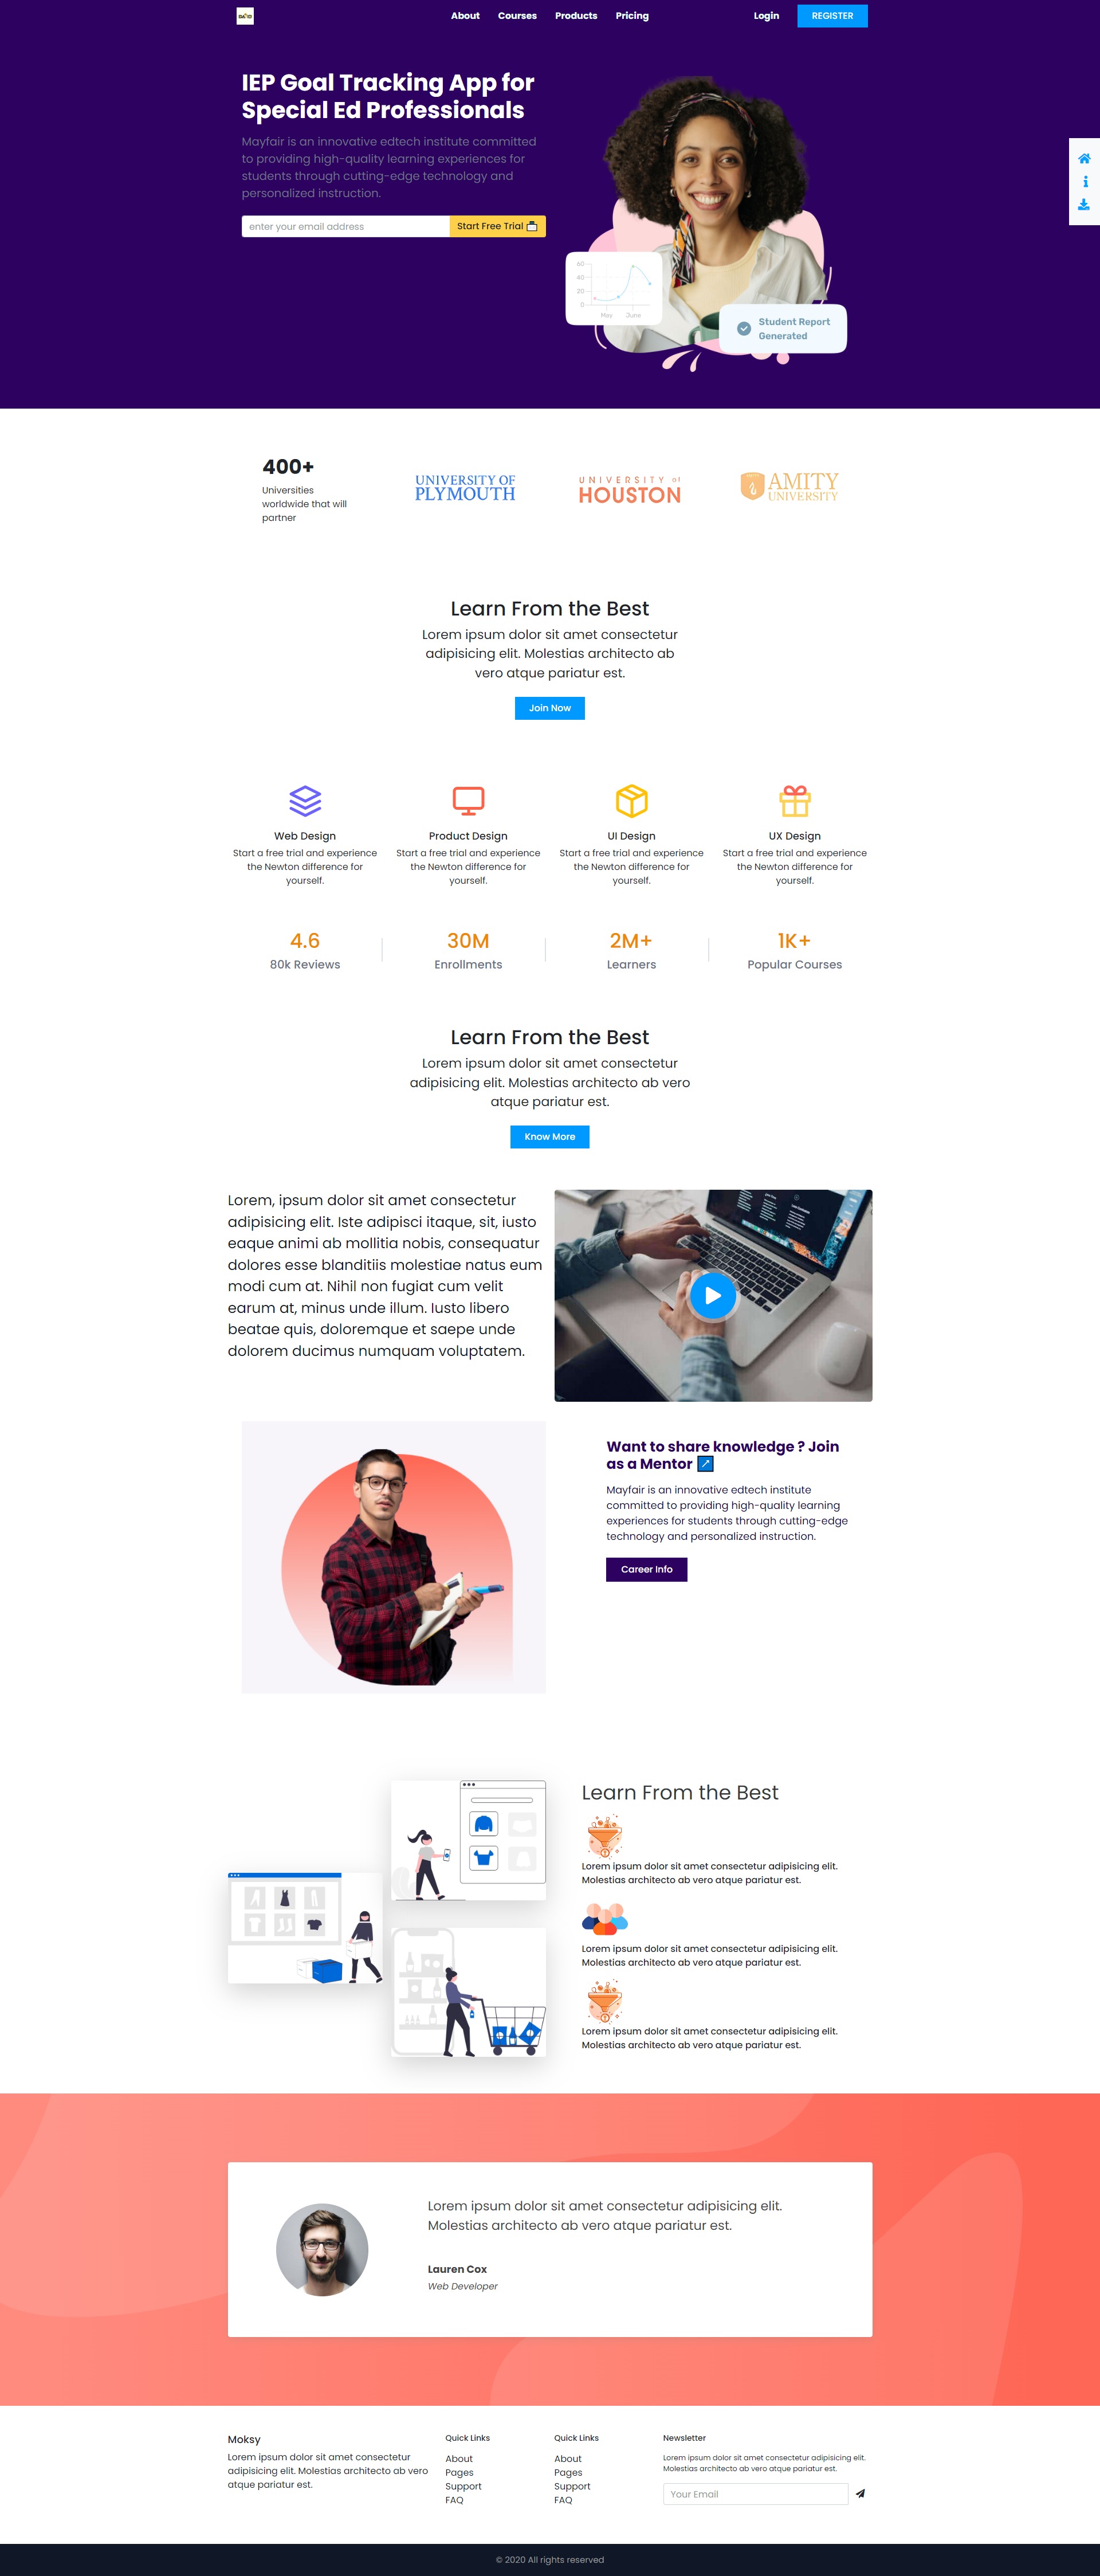 About Courses Products Pricing Login REGISTER
IEP Goal Tracking App for
Special Ed Professionals
Mayfair is an innovative edtech institute committed
to providing high-quality learning experiences for
students through cutting-edge technology and
personalized instruction.
enter your email address Start Free Trial
60
40
20
0
May June
Student Report
Generated
400+
Universities
worldwide that will
partner
UNIVERSITY OF
PLYMOUTH
UNIVERSITY of
HOUSTON
AMITY
UNIVERSITY
Learn From the Best
Lorem ipsum dolor sit amet consectetur
adipisicing elit. Molestias architecto ab
vero atque pariatur est.
Join Now
Web Design
Start a free trial and experience
the Newton difference for
yourself.
Product Design
Start a free trial and experience
the Newton difference for
yourself.
UI Design
Start a free trial and experience
the Newton difference for
yourself.
UX Design
Start a free trial and experience
the Newton difference for
yourself.
4.6
80k Reviews
30M
Enrollments
2M+
Learners
1K+
Popular Courses
Learn From the Best
Lorem ipsum dolor sit amet consectetur
adipisicing elit. Molestias architecto ab vero
atque pariatur est.
Know More
Lorem, ipsum dolor sit amet consectetur
adipisicing elit. Iste adipisci itaque, sit, iusto
eaque animi ab mollitia nobis, consequatur
dolores esse blanditiis molestiae natus eum
modi cum at. Nihil non fugiat cum velit
earum at, minus unde illum. Iusto libero
beatae quis, doloremque et saepe unde
dolorem ducimus numquam voluptatem.
Want to share knowledge ? Join
as a Mentor
Mayfair is an innovative edtech institute
committed to providing high-quality learning
experiences for students through cutting-edge
technology and personalized instruction.
Career Info
Learn From the Best
Lorem ipsum dolor sit amet consectetur adipisicing elit.
Molestias architecto ab vero atque pariatur est.
Lorem ipsum dolor sit amet consectetur adipisicing elit.
Molestias architecto ab vero atque pariatur est.
Lorem ipsum dolor sit amet consectetur adipisicing elit.
Molestias architecto ab vero atque pariatur est.
Lorem ipsum dolor sit amet consectetur adipisicing elit.
Molestias architecto ab vero atque pariatur est.
Lauren Cox
Web Developer
Moksy
Lorem ipsum dolor sit amet consectetur
adipisicing elit. Molestias architecto ab vero
atque pariatur est.
Quick Links
About
Pages
Support
FAQ
Quick Links
About
Pages
Support
FAQ
Newsletter
Lorem ipsum dolor sit amet consectetur adipisicing elit.
Molestias architecto ab vero atque pariatur est.
Your Email
© 2020 All rights reserved